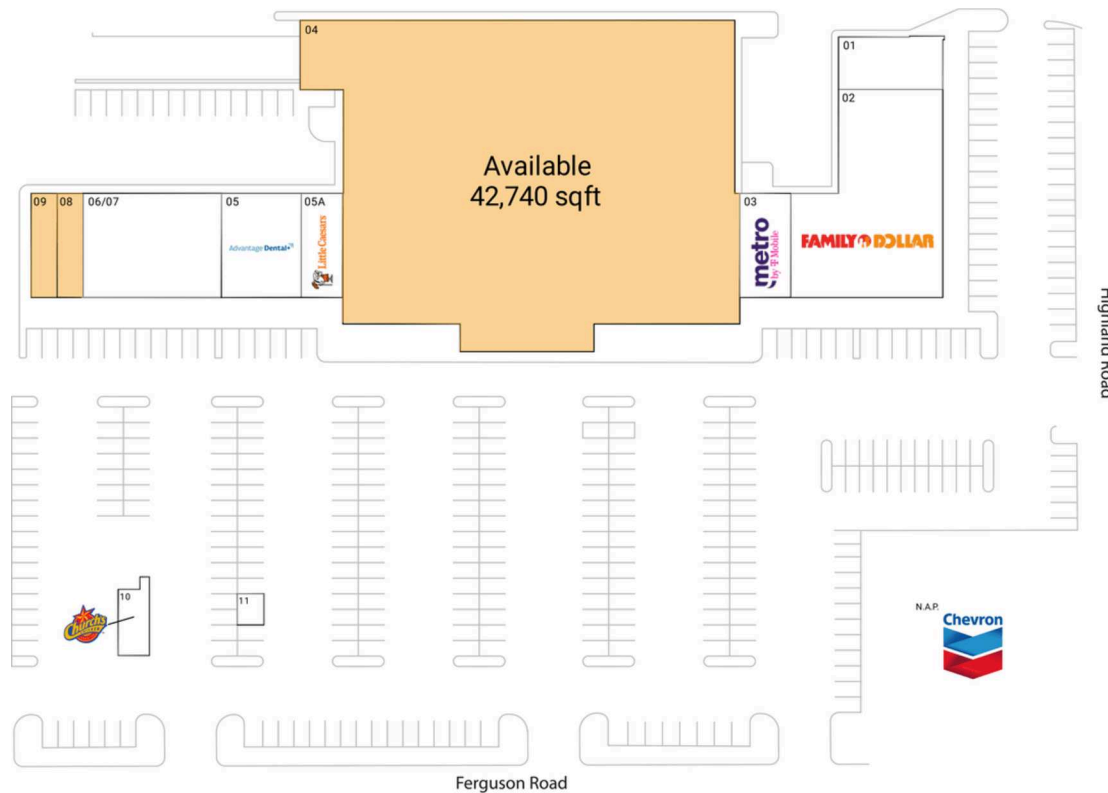 04
Available
42,740 sqft
01
02
09
08
06/07
05
Advantage Dental+
05A
Little Caesars
03
metro
by T Mobile
FAMILY DOLLAR
Highland Road
10
Church's
11
N.A.P.
Chevron
Ferguson Road